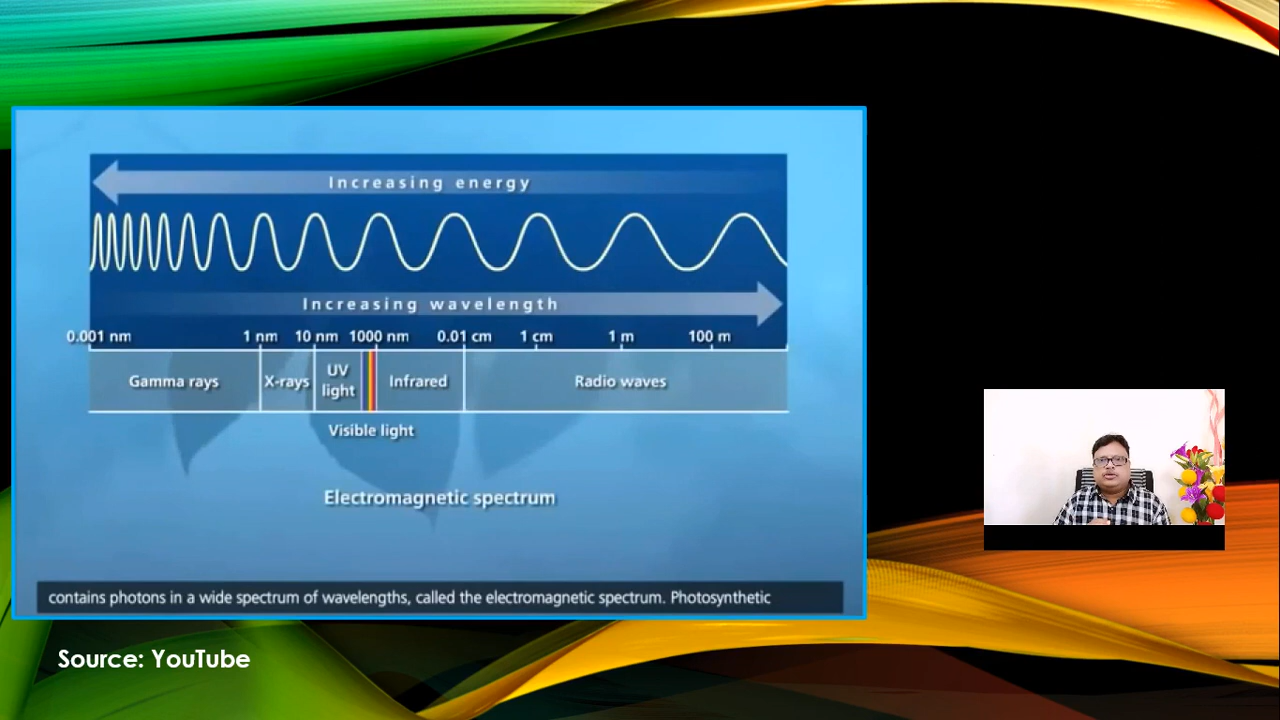 Increasing energy
Increasing wavelength
0.001 nm 1 nm 10 nm 1000 nm 0.01 cm 1 cm 1 m 100 m
Gamma rays X-rays UV light Infrared Radio waves
Visible light
Electromagnetic spectrum
contains photons in a wide spectrum of wavelengths, called the electromagnetic spectrum. Photosynthetic
Source: YouTube